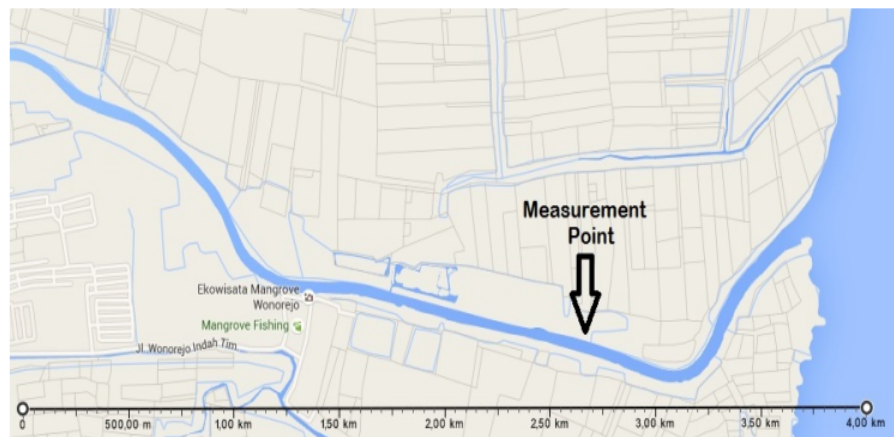 Measurement
Point
Ekowisata Mangrove
Wonorejo
Mangrove Fishing
Jl. Wonorejo Indah Tim...
0
500,00 m
1,00 km
1,50 km
2,00 km
2,50 km
3,00 km
3.50 km
4,00 km